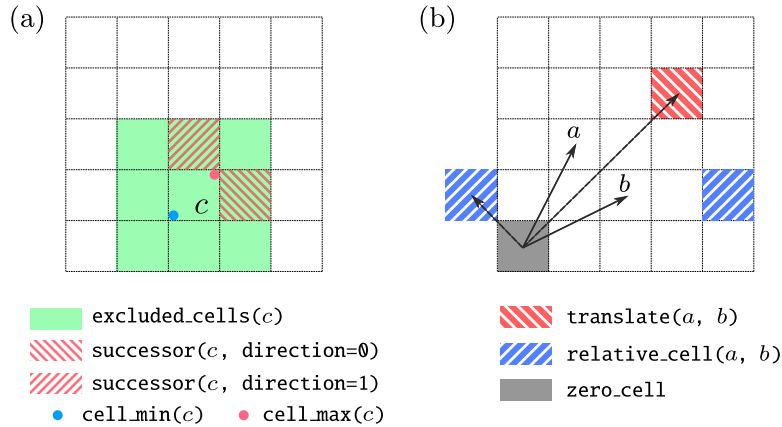 (a)
c
excluded_cells(c)
successor(c, direction=0)
successor(c, direction=1)
cell_min(c) cell_max(c)
(b)
a
b
translate(a, b)
relative_cell(a, b)
zero_cell